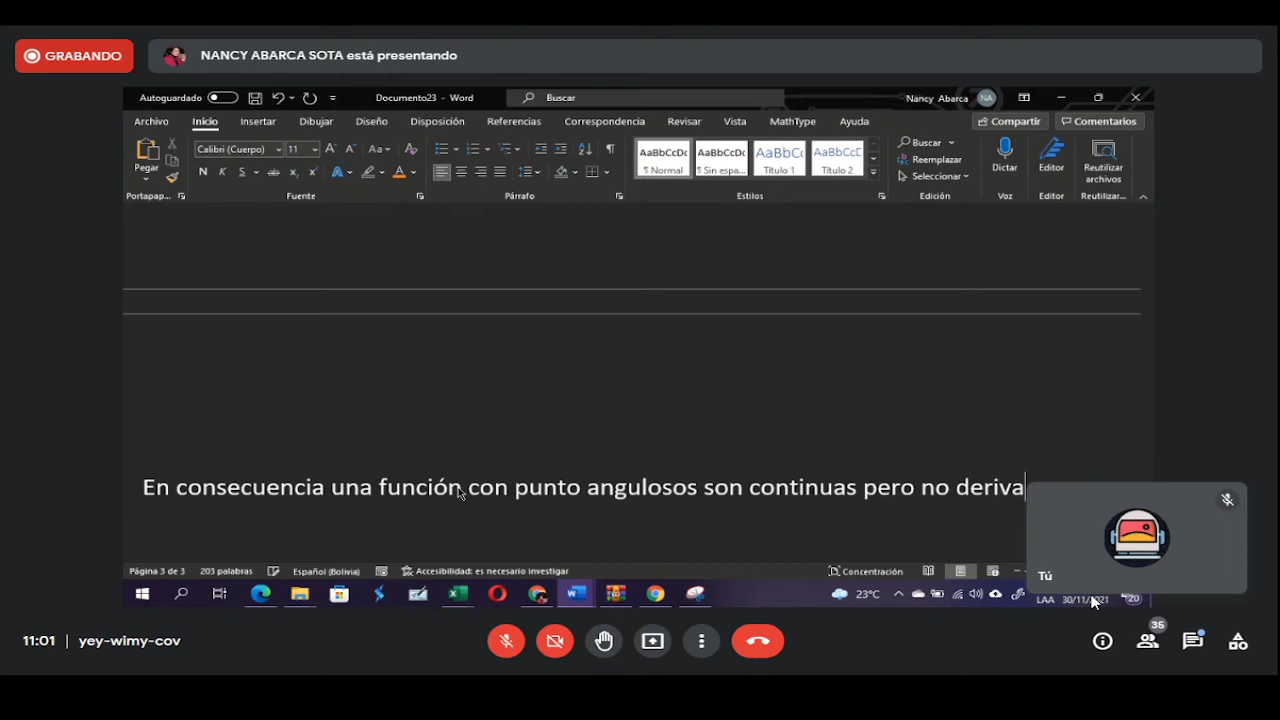 GRABANDO
NANCY ABARCA SOTA está presentando
Autoguardado
Documento23 - Word
Buscar
Nancy Abarca
NA
Archivo Inicio Insertar Dibujar Diseño Disposición Referencias Correspondencia Revisar Vista MathType Ayuda
Compartir
Comentarios
Pegar
Calibri (Cuerpo) 11
AaBbCcDc AaBbCcDc AaBbCc AaBbCcD
¶ Normal ¶ Sin espa... Título 1 Título 2
Buscar
Reemplazar
Seleccionar
Dictar
Editor
Reutilizar
archivos
Portapap... Fuente Párrafo Estilos Edición Voz Editor Reutilizar...
En consecuencia una función con punto angulosos son continuas pero no deriva
Tú
Página 3 de 3 203 palabras Español (Bolivia) Accesibilidad: es necesario investigar Concentración
23°C
LAA 30/11/2021
20
11:01 | yey-wimy-cov
35